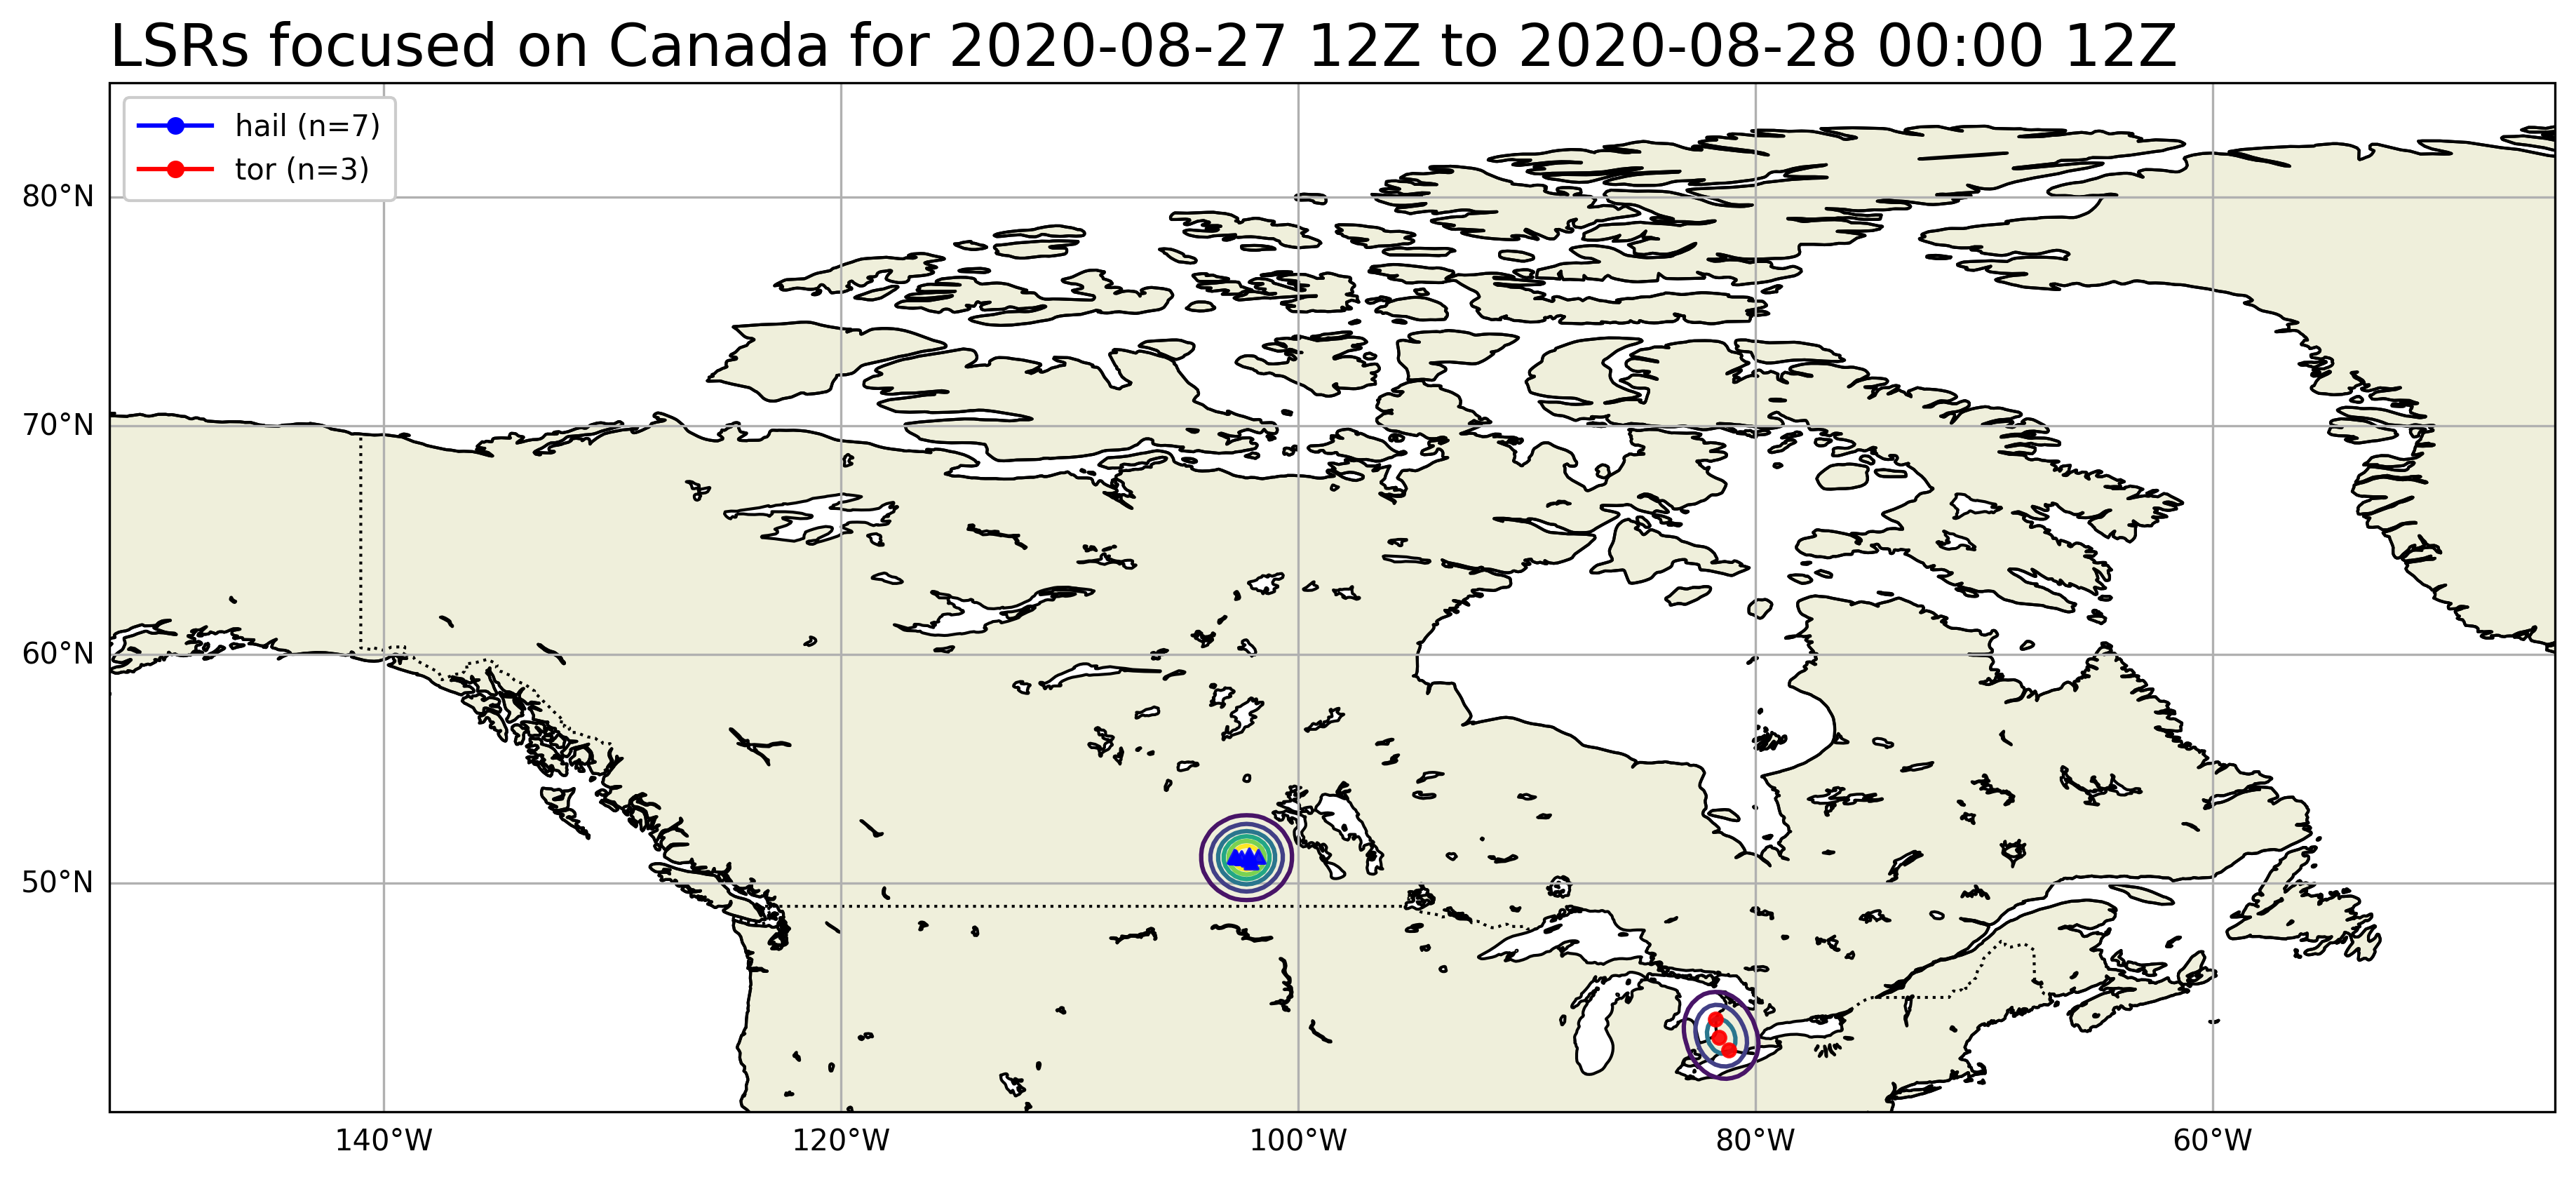 LSRs focused on Canada for 2020-08-27 12Z to 2020-08-28 00:00 12Z
hail (n=7)
tor (n=3)
80°N
70°N
60°N
50°N
140°W
120°W
100°W
80°W
60°W